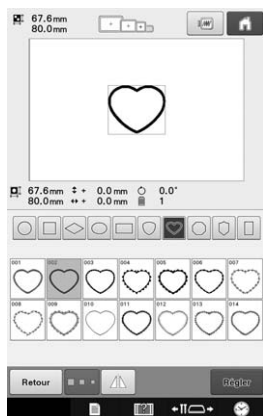 67.6mm
80.0mm
67.6mm + 0.0mm 0.0°
80.0mm + 0.0mm 1
001 002 003 004 005 006 007
008 009 010 011 012 013 014
Retour Régler